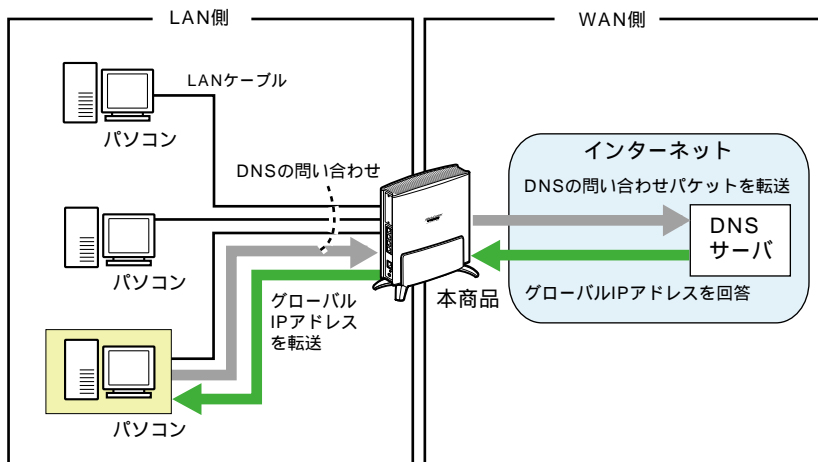 LAN側
WAN側
LANケーブル
パソコン
DNSの問い合わせ
インターネット
DNSの問い合わせパケットを転送
DNS
サーバ
パソコン
グローバル
IPアドレス
を転送
本商品
グローバルIPアドレスを回答
パソコン